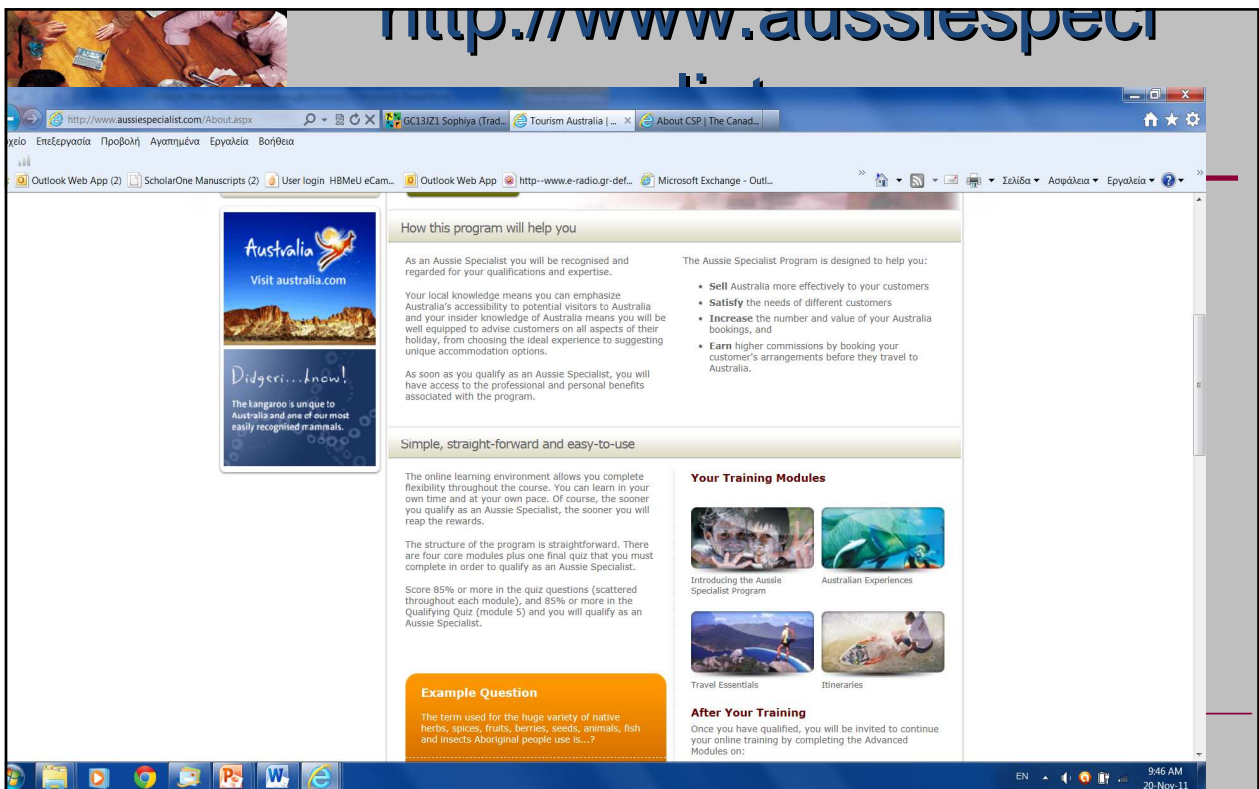 http://www.aussiespeci
alist
http://www.aussiespecialist.com/About.aspx
GC13JZ1 Sophiya (Trad...
Tourism Australia | ...
About CSP | The Canad...
Επεξεργασία Προβολή Αγαπημένα Εργαλεία Βοήθεια
Outlook Web App (2) ScholarOne Manuscripts (2) User login HBMeU eCam... Outlook Web App http--www.e-radio.gr-def... Microsoft Exchange - Outl...
Σελίδα Ασφάλεια Εργαλεία
Australia
Visit australia.com
Didgeri...know!
The kangaroo is unique to
Australia and one of our most
easily recognised mammals.
How this program will help you
As an Aussie Specialist you will be recognised and
regarded for your qualifications and expertise.
Your local knowledge means you can emphasize
Australia's accessibility to potential visitors to Australia
and your insider knowledge of Australia means you will be
well equipped to advise customers on all aspects of their
holiday, from choosing the ideal experience to suggesting
unique accommodation options.
As soon as you qualify as an Aussie Specialist, you will
have access to the professional and personal benefits
associated with the program.
The Aussie Specialist Program is designed to help you:
• Sell Australia more effectively to your customers
• Satisfy the needs of different customers
• Increase the number and value of your Australia
bookings, and
• Earn higher commissions by booking your
customer's arrangements before they travel to
Australia.
Simple, straight-forward and easy-to-use
The online learning environment allows you complete
flexibility throughout the course. You can learn in your
own time and at your own pace. Of course, the sooner
you qualify as an Aussie Specialist, the sooner you will
reap the rewards.
The structure of the program is straightforward. There
are four core modules plus one final quiz that you must
complete in order to qualify as an Aussie Specialist.
Score 85% or more in the quiz questions (scattered
throughout each module), and 85% or more in the
Qualifying Quiz (module 5) and you will qualify as an
Aussie Specialist.
Example Question
The term used for the huge variety of native
herbs, spices, fruits, berries, seeds, animals, fish
and insects Aboriginal people use is...?
Your Training Modules
Introducing the Aussie
Specialist Program
Australian Experiences
Travel Essentials
Itineraries
After Your Training
Once you have qualified, you will be invited to continue
your online training by completing the Advanced
Modules on:
EN
9:46 AM
20-Nov-11